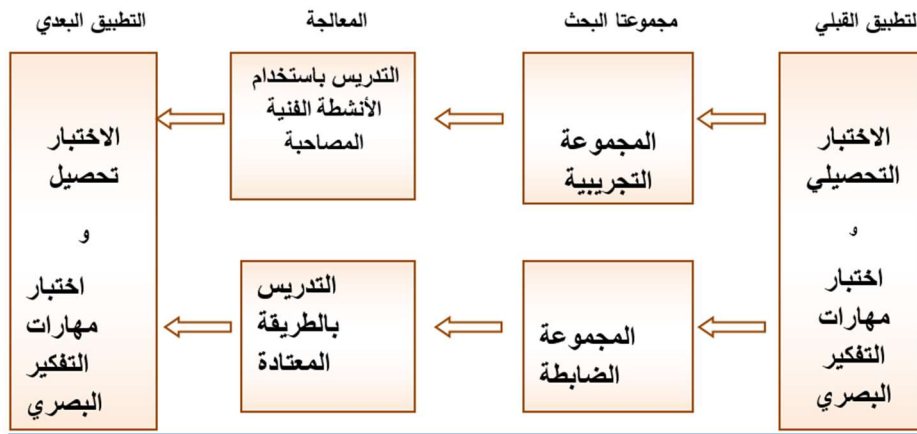 لتطبيق القبلي
مجموعتا البحث
المعالجة
التطبيق البعدي
الاختبار
التحصيلي
و
اختبار
مهارات
التفكير
البصري
المجموعة
التجريبية
المجموعة
الضابطة
التدريس باستخدام
الأنشطة الفنية
المصاحبة
التدريس
بالطريقة
المعتادة
الاختبار
تحصيل
و
اختبار
مهارات
التفكير
البصري